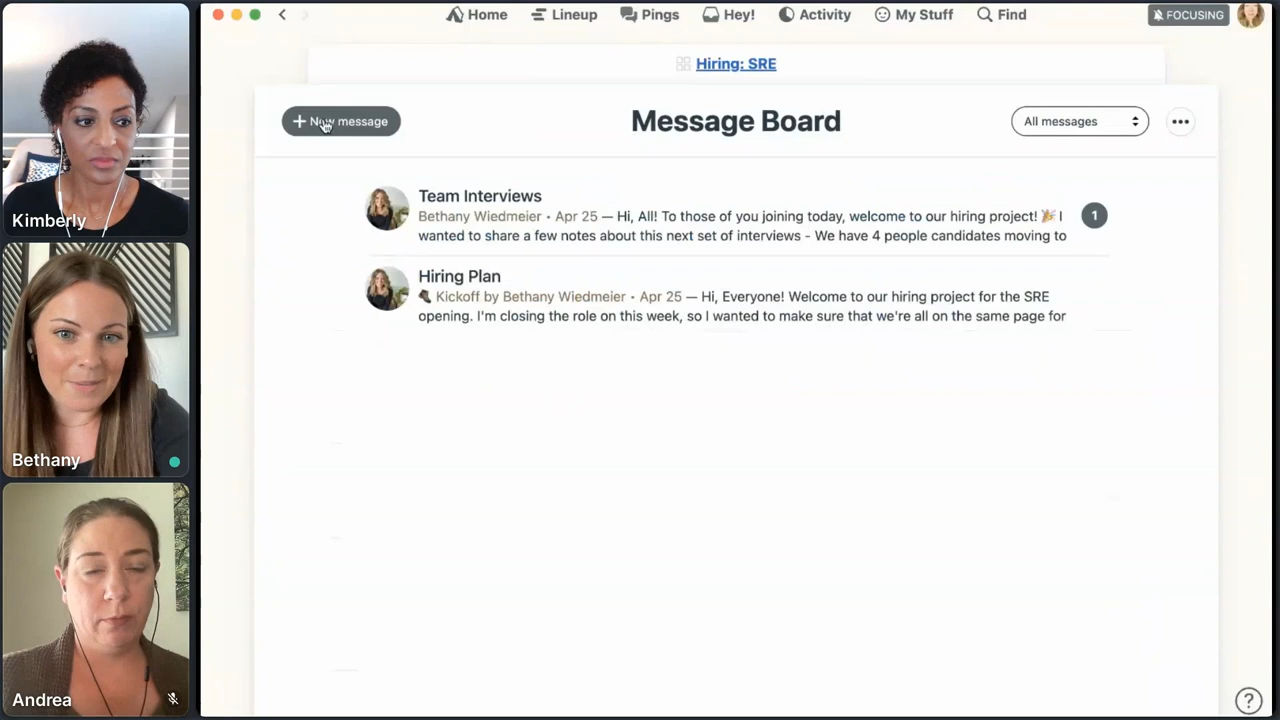 Home Lineup Pings Hey! Activity My Stuff Find FOCUSING
Hiring: SRE
New message Message Board All messages
Team Interviews
Bethany Wiedmeier • Apr 25 — Hi, All! To those of you joining today, welcome to our hiring project! 🎉 I
wanted to share a few notes about this next set of interviews - We have 4 people candidates moving to
1
Hiring Plan
Kickoff by Bethany Wiedmeier • Apr 25 — Hi, Everyone! Welcome to our hiring project for the SRE
opening. I'm closing the role on this week, so I wanted to make sure that we're all on the same page for
Kimberly
Bethany
Andrea
?